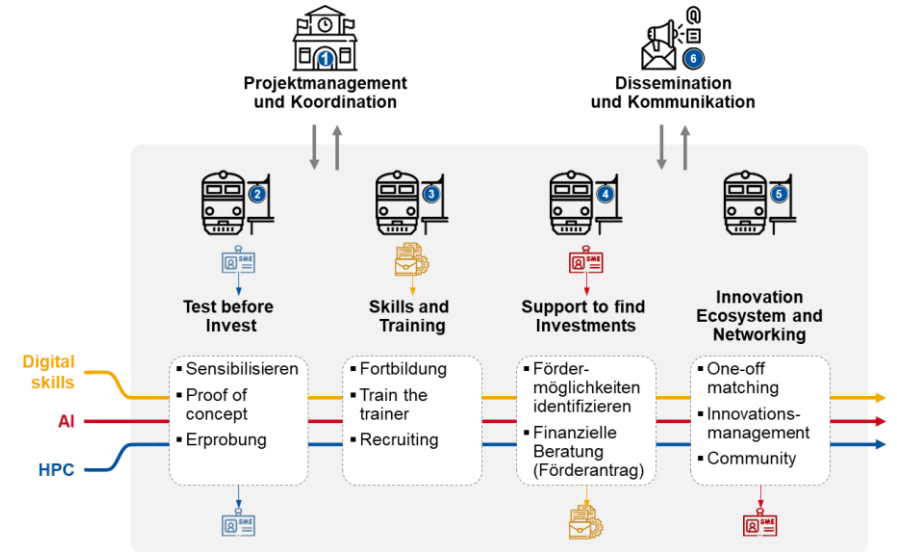 1
Projektmanagement
und Koordination
@
6
Dissemination
und Kommunikation
2
3
4
5
SME
SME
Test before
Invest
Skills and
Training
Support to find
Investments
Innovation
Ecosystem and
Networking
Digital
skills
AI
HPC
▪ Sensibilisieren
▪ Proof of
concept
▪ Erprobung
▪ Fortbildung
▪ Train the
trainer
▪ Recruiting
▪ Förder-
möglichkeiten
identifizieren
▪ Finanzielle
Beratung
(Förderantrag)
▪ One-off
matching
▪ Innovations-
management
▪ Community
SME
SME